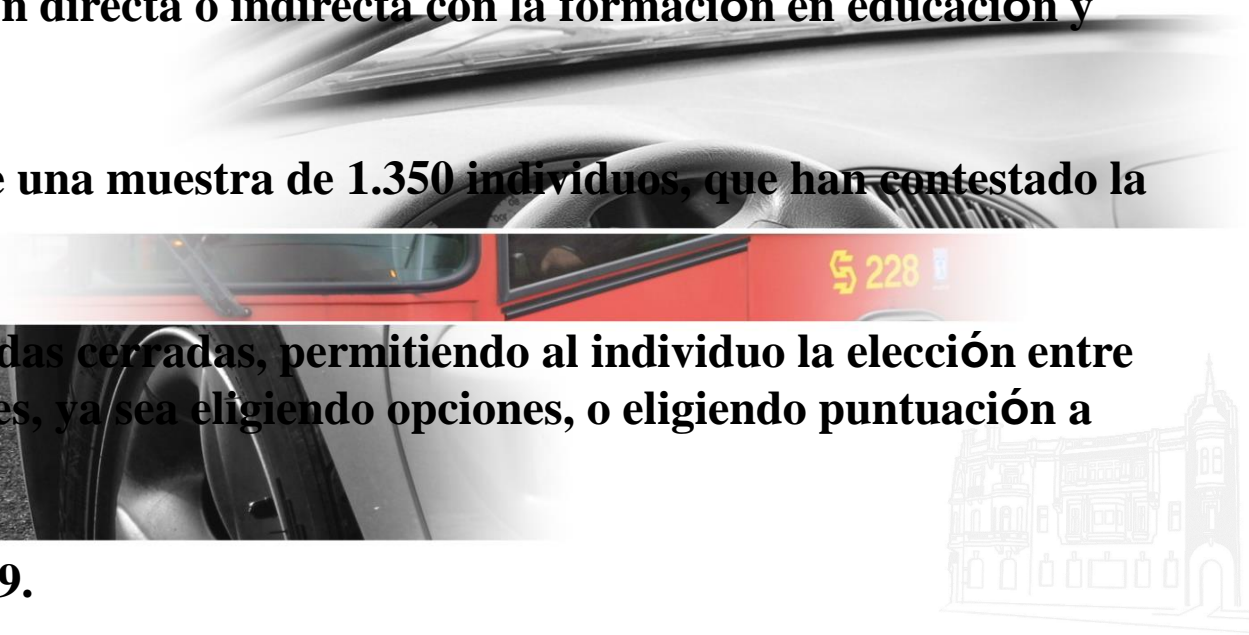 n directa o indirecta con la formación en educación y
e una muestra de 1.350 individuos, que han contestado la
228
das cerradas, permitiendo al individuo la elección entre
es, ya sea eligiendo opciones, o eligiendo puntuación a
9.